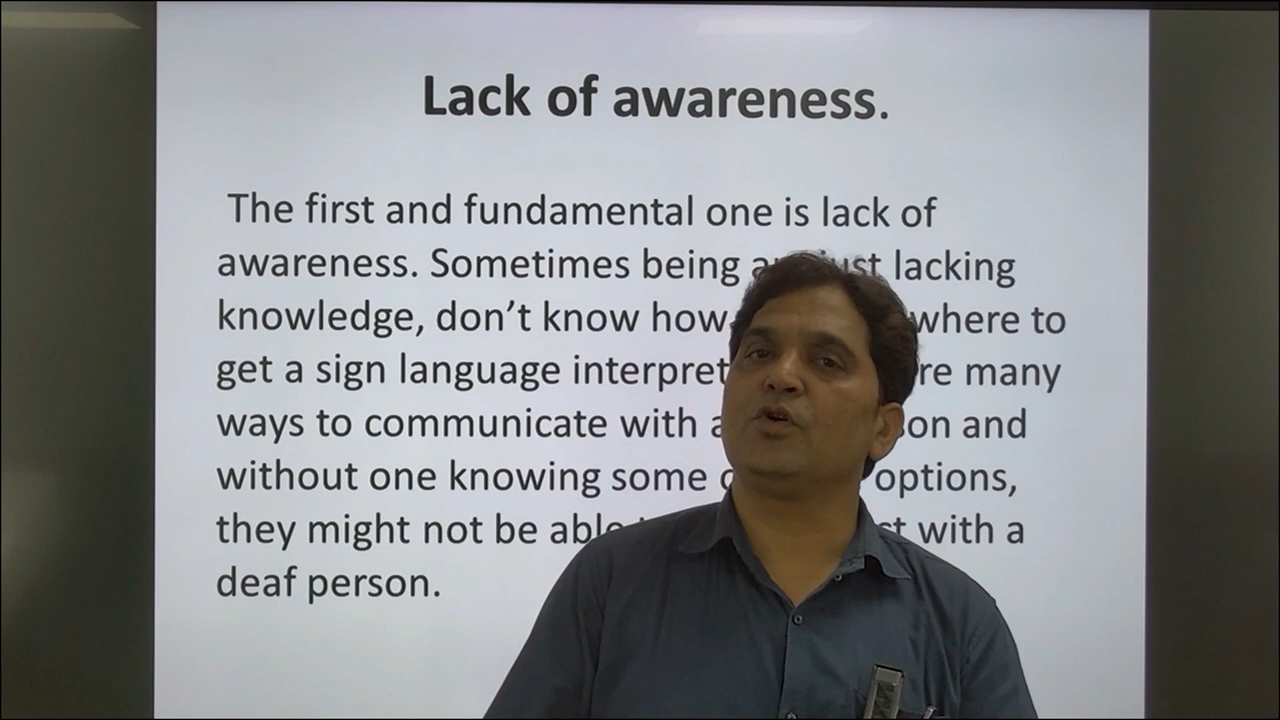 Lack of awareness.
The first and fundamental one is lack of
awareness. Sometimes being just lacking
knowledge, don’t know how where to
get a sign language many
ways to communicate with and
without one knowing some options,
they might not be with a
deaf person.